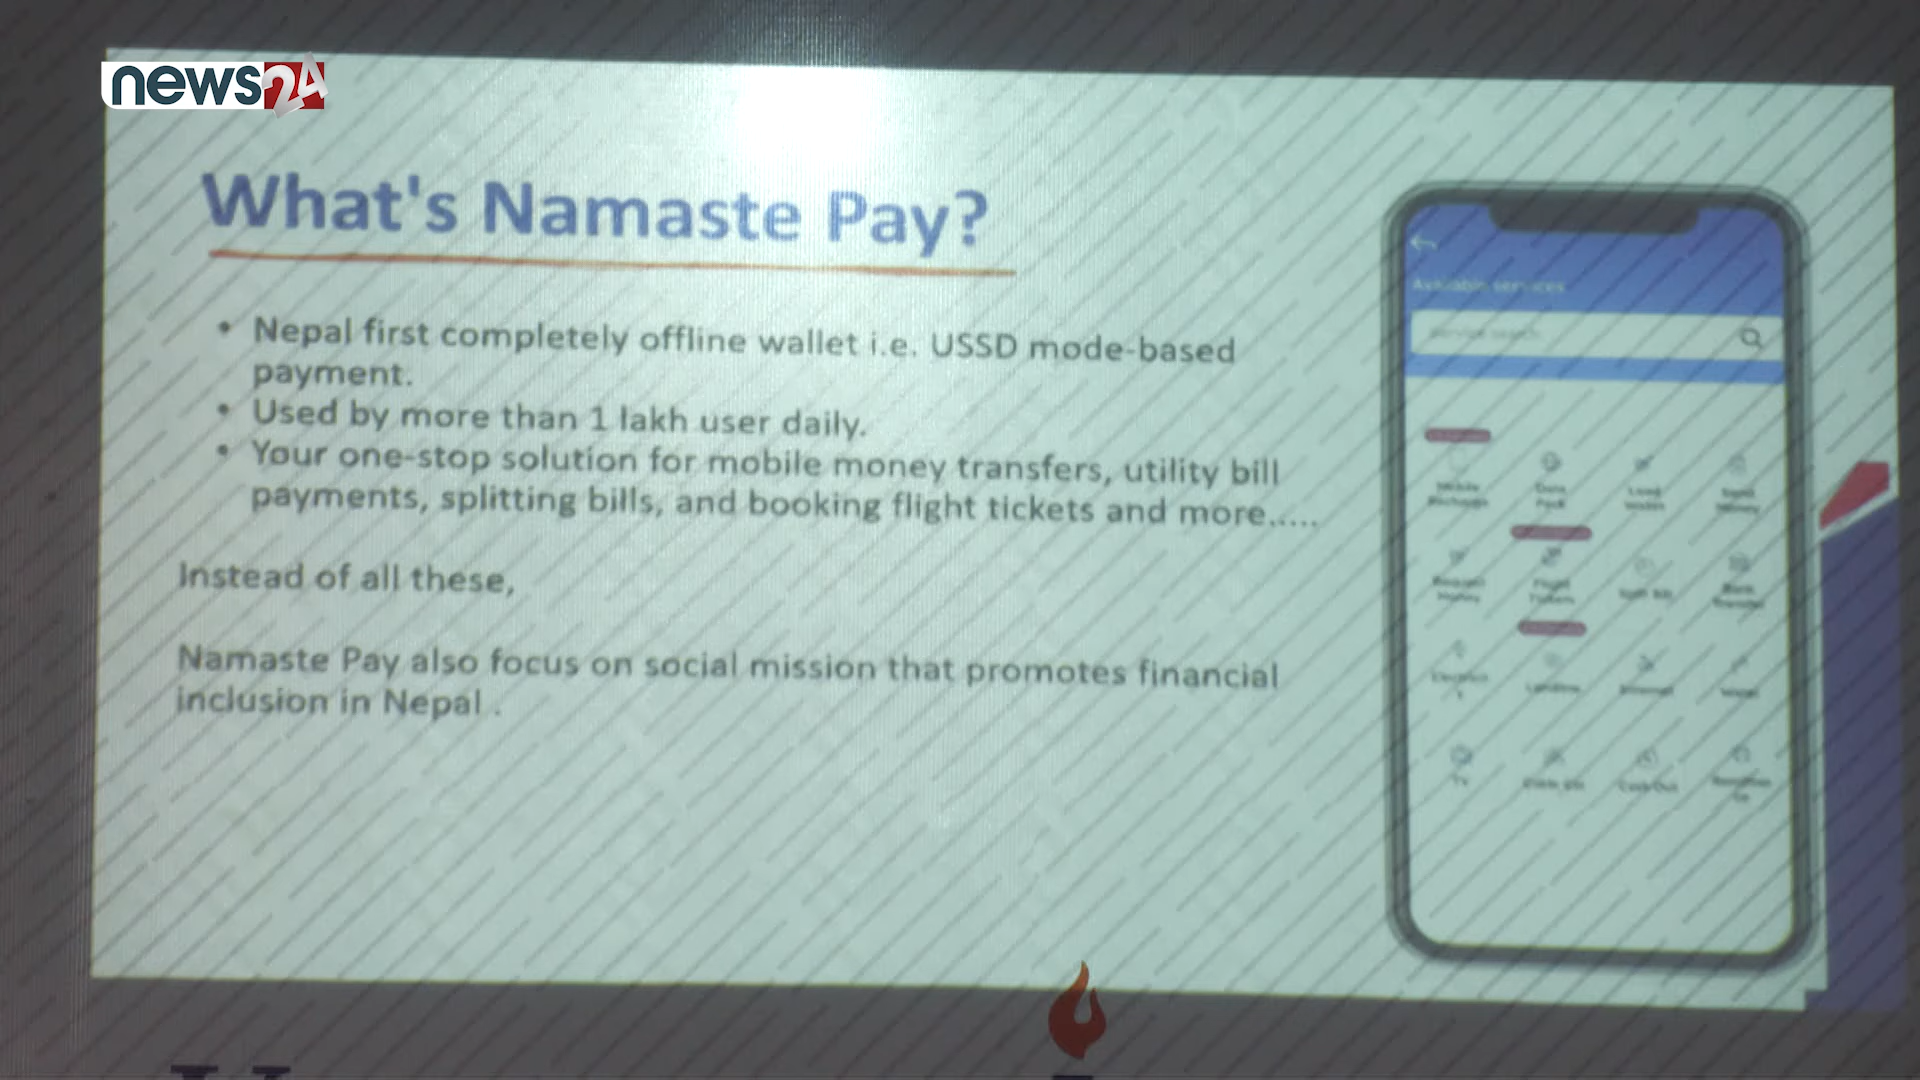 news24
What's Namaste Pay?
• Nepal first completely offline wallet i.e. USSD mode-based
payment.
• Used by more than 1 lakh user daily.
• Your one-stop solution for mobile money transfers, utility bill
payments, splitting bills, and booking flight tickets and more.....
Instead of all these,
Namaste Pay also focus on social mission that promotes financial
inclusion in Nepal .
Available services